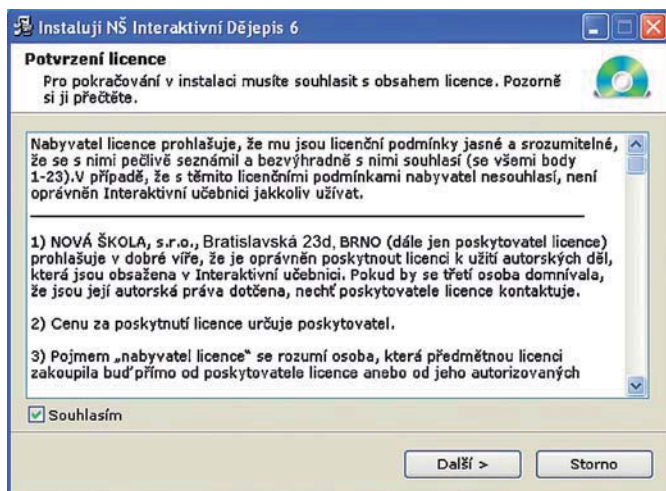 Instaluji NŠ Interaktivní Dějepis 6
Potvrzení licence
Pro pokračování v instalaci musíte souhlasit s obsahem licence. Pozorně
si ji přečtěte.
Nabyvatel licence prohlašuje, že mu jsou licenční podmínky jasné a srozumitelné,
že se s nimi pečlivě seznámil a bezvýhradně s nimi souhlasí (se všemi body
1-23).V případě, že s těmito licenčními podmínkami nabyvatel nesouhlasí, není
oprávněn Interaktivní učebnici jakkoliv užívat.
1) NOVÁ ŠKOLA, s.r.o., Bratislavská 23d, BRNO (dále jen poskytovatel licence)
prohlašuje v dobré víře, že je oprávněn poskytnout licenci k užití autorských děl,
která jsou obsažena v Interaktivní učebnici. Pokud by se třetí osoba domnívala,
že jsou její autorská práva dotčena, nechť poskytovatele licence kontaktuje.
2) Cenu za poskytnutí licence určuje poskytovatel.
3) Pojmem „nabyvatel licence“ se rozumí osoba, která předmětnou licenci
zakoupila buď přímo od poskytovatele licence anebo od jeho autorizovaných
Souhlasím
Další >
Storno